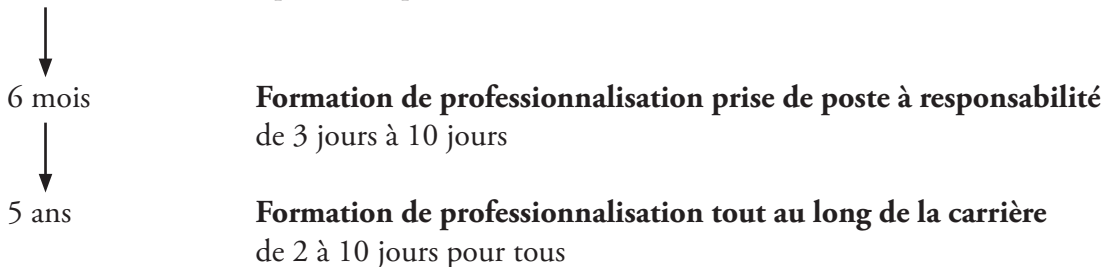 6 mois Formation de professionnalisation prise de poste à responsabilité
de 3 jours à 10 jours
5 ans Formation de professionnalisation tout au long de la carrière
de 2 à 10 jours pour tous